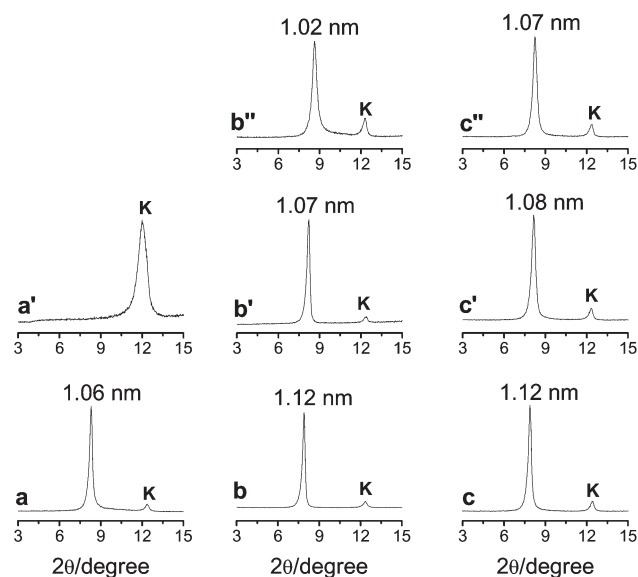 1.02 nm
1.07 nm
b" K
c" K
3 6 9 12 15
3 6 9 12 15
K
1.07 nm
1.08 nm
a'
b' K
c' K
3 6 9 12 15
3 6 9 12 15
3 6 9 12 15
1.06 nm
1.12 nm
1.12 nm
a K
b K
c K
3 6 9 12 15
3 6 9 12 15
3 6 9 12 15
2θ/degree
2θ/degree
2θ/degree